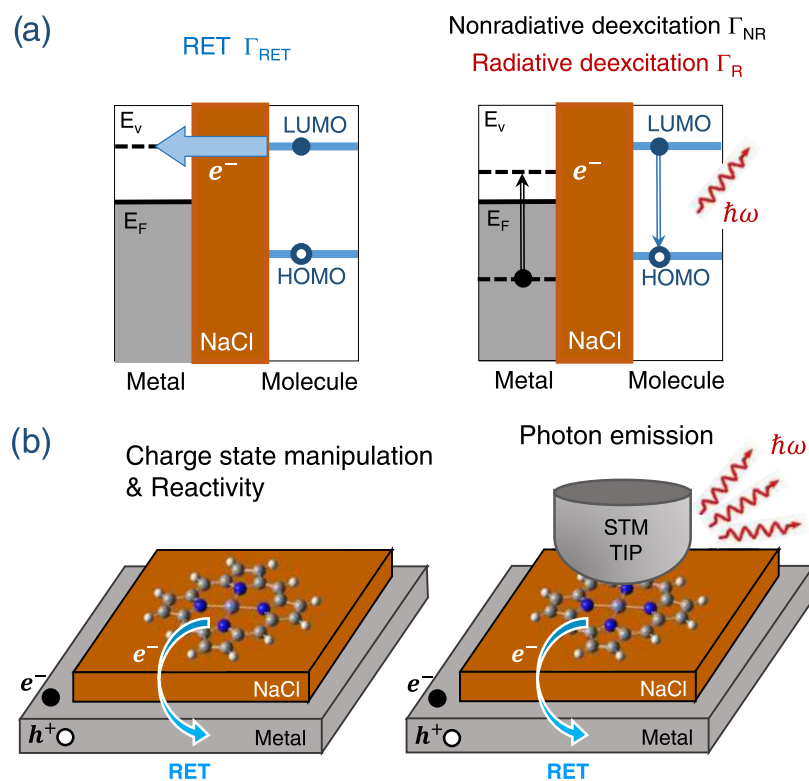 (a)
RET Γ_RET
Nonradiative deexcitation Γ_NR
Radiative deexcitation Γ_R
E_v
LUMO
e⁻
E_F
HOMO
NaCl
Metal
Molecule
E_v
LUMO
e⁻
ħω
E_F
HOMO
NaCl
Metal
Molecule
(b)
Charge state manipulation
& Reactivity
Photon emission
ħω
STM
TIP
e⁻
e⁻
NaCl
h⁺
Metal
RET
e⁻
e⁻
NaCl
h⁺
Metal
RET